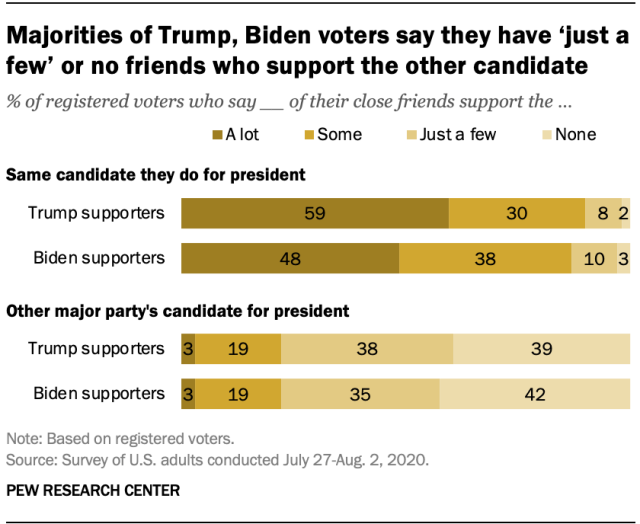 Majorities of Trump, Biden voters say they have ‘just a
few’ or no friends who support the other candidate
% of registered voters who say __ of their close friends support the ...
A lot Some Just a few None
Same candidate they do for president
Trump supporters 59 30 8 2
Biden supporters 48 38 10 3
Other major party's candidate for president
Trump supporters 3 19 38 39
Biden supporters 3 19 35 42
Note: Based on registered voters.
Source: Survey of U.S. adults conducted July 27-Aug. 2, 2020.
PEW RESEARCH CENTER